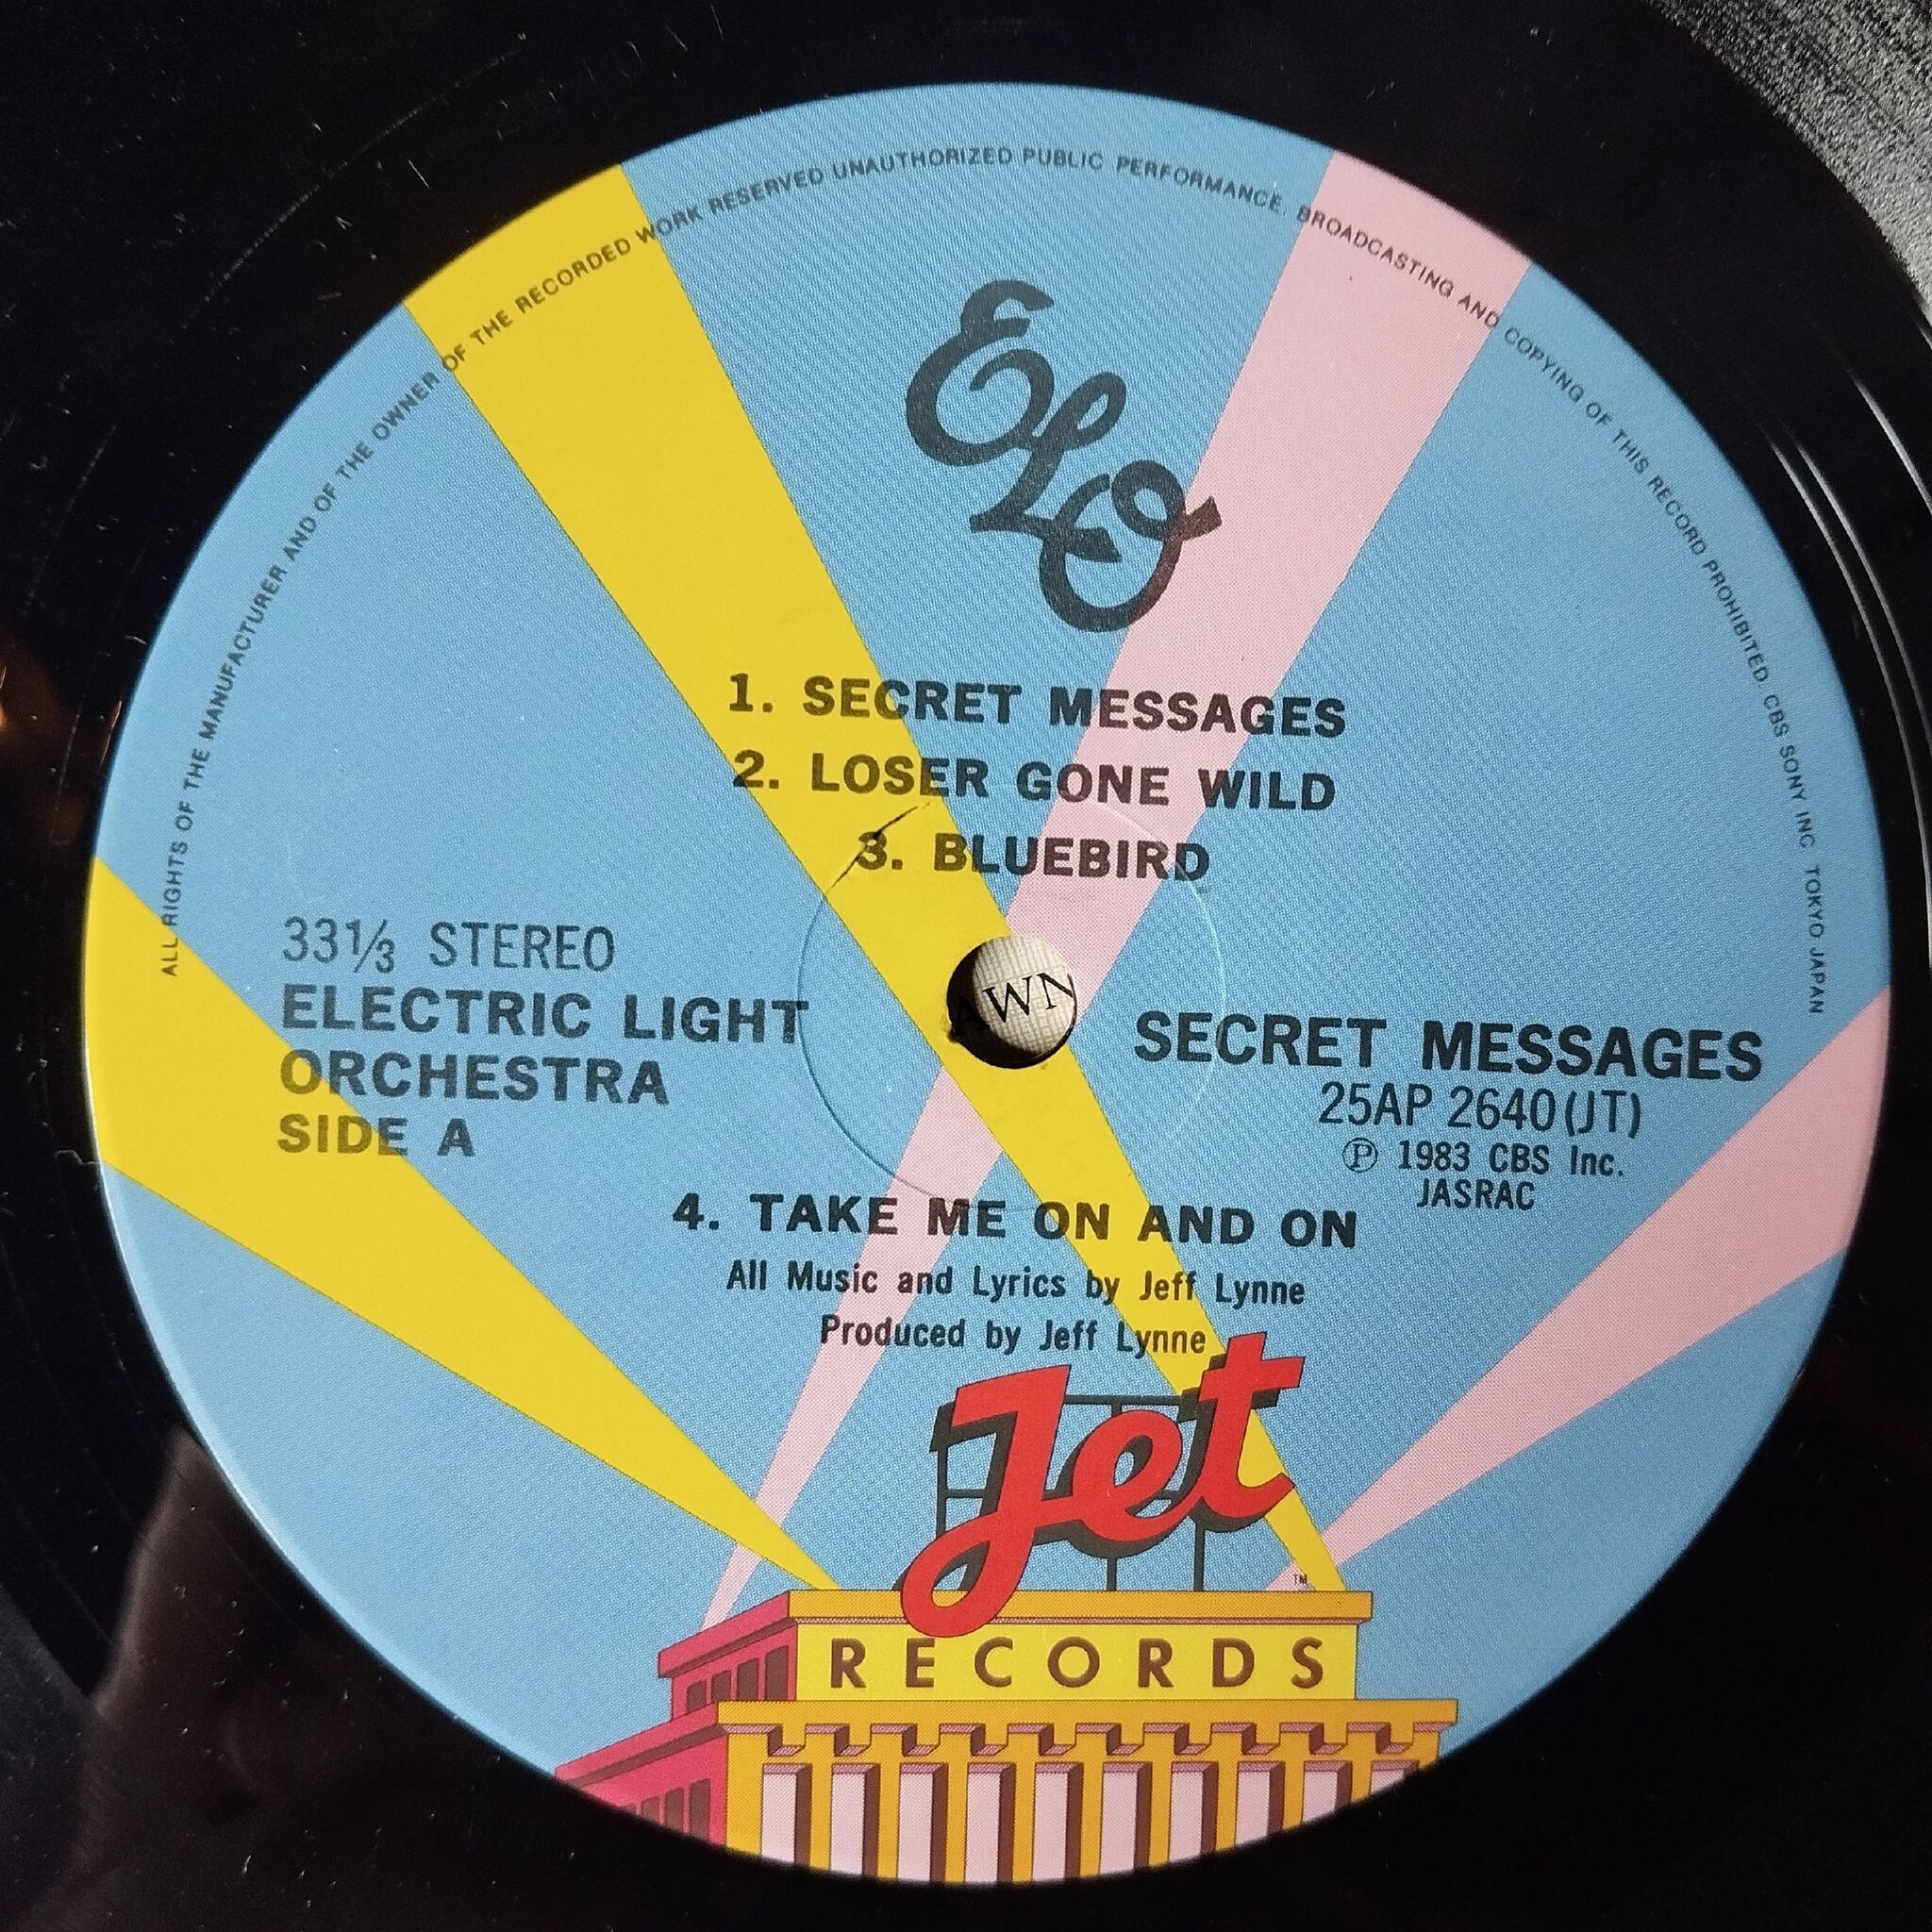 ALL RIGHTS OF THE MANUFACTURER AND OF THE OWNER OF THE RECORDED WORK RESERVED UNAUTHORIZED PUBLIC PERFORMANCE. BROADCASTING AND COPYING OF THIS RECORD PROHIBITED. CBS SONY INC TOKYO JAPAN
ELO
1. SECRET MESSAGES
2. LOSER GONE WILD
3. BLUEBIRD
33⅓ STEREO
ELECTRIC LIGHT
ORCHESTRA
SIDE A
AWN
SECRET MESSAGES
25AP 2640(JT)
Ⓟ 1983 CBS Inc.
JASRAC
4. TAKE ME ON AND ON
All Music and Lyrics by Jeff Lynne
Produced by Jeff Lynne
Jet
TM
RECORDS